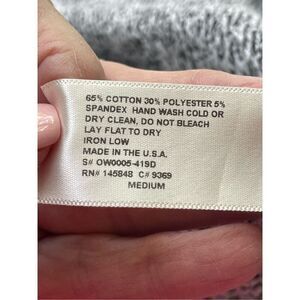 65% COTTON 30% POLYESTER 5%
SPANDEX HAND WASH COLD OR
DRY CLEAN, DO NOT BLEACH
LAY FLAT TO DRY
IRON LOW
MADE IN THE U.S.A.
S# OW0005-419D
RN# 145848 C# 9369
MEDIUM